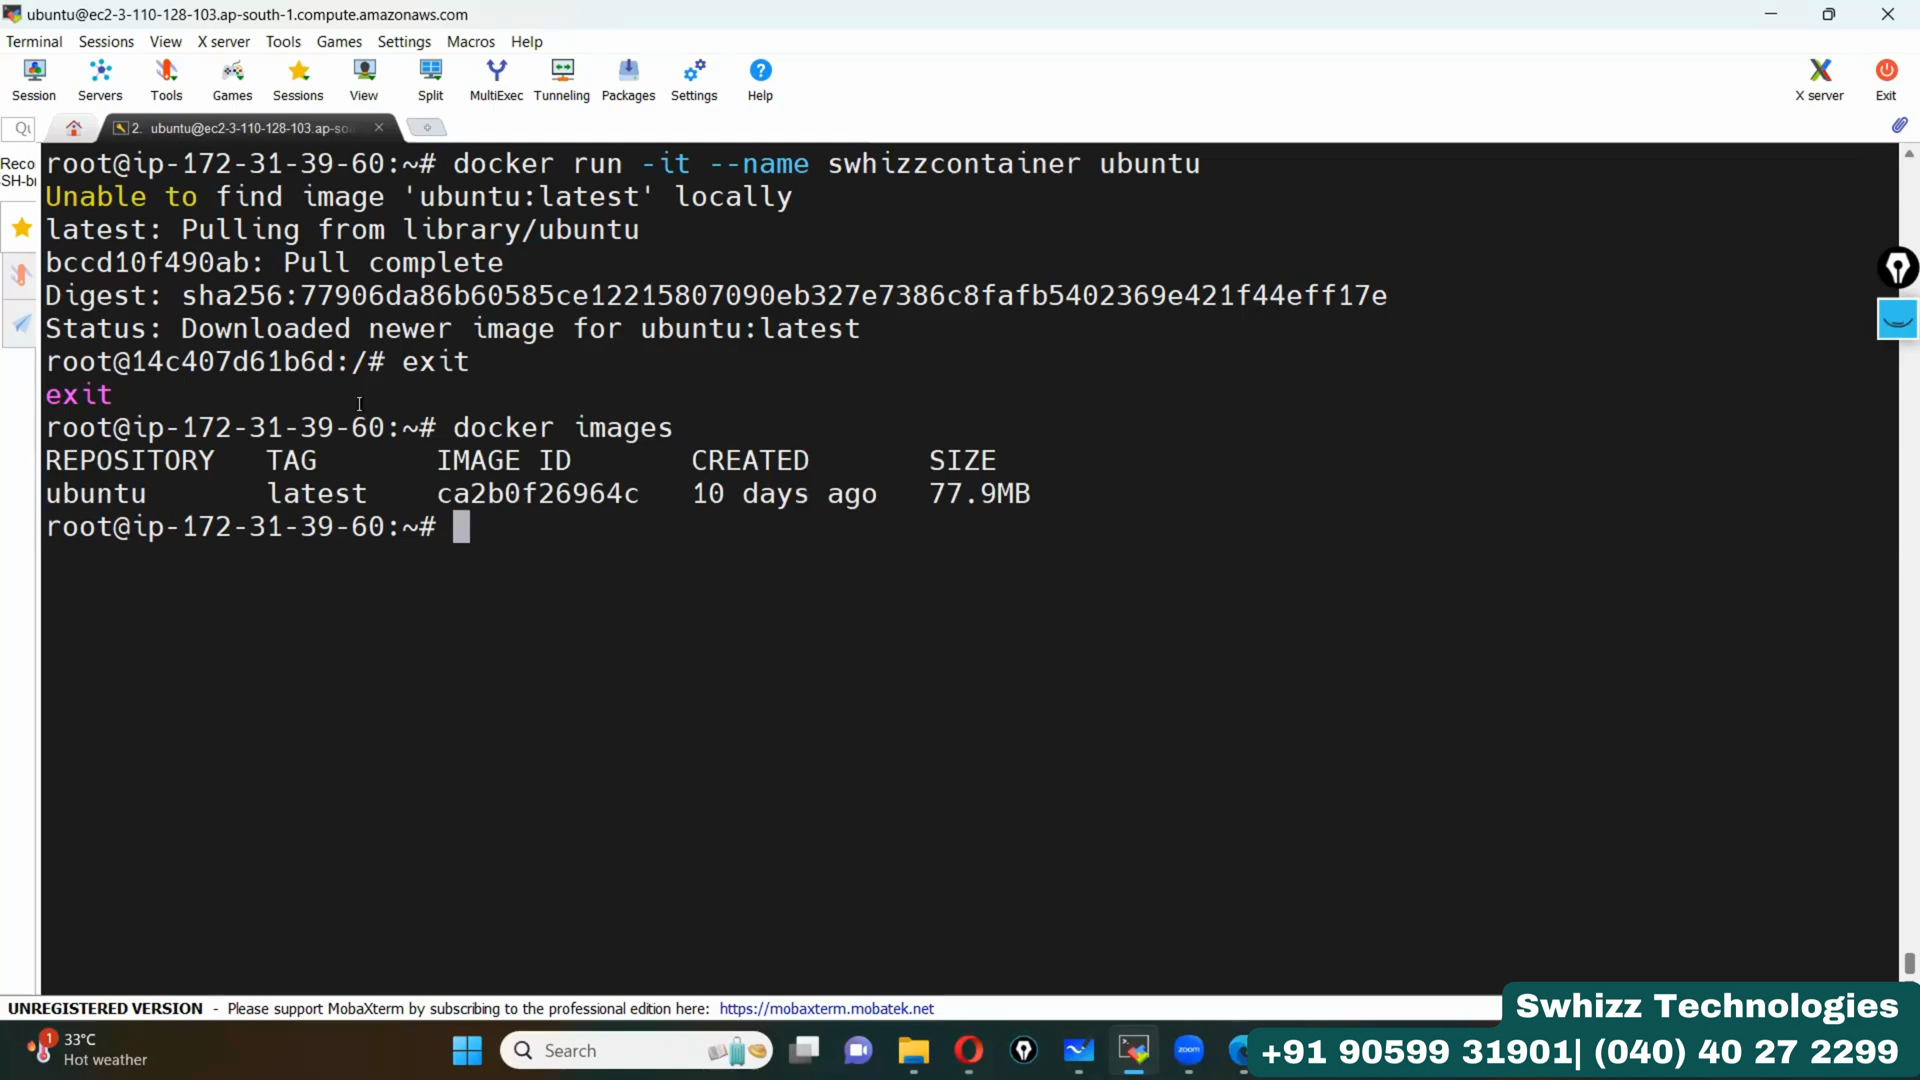 ubuntu@ec2-3-110-128-103.ap-south-1.compute.amazonaws.com
Terminal Sessions View X server Tools Games Settings Macros Help
Session Servers Tools Games Sessions View Split MultiExec Tunneling Packages Settings Help X server Exit
2. ubuntu@ec2-3-110-128-103.ap-so
root@ip-172-31-39-60:~# docker run -it --name swhizzcontainer ubuntu
Unable to find image 'ubuntu:latest' locally
latest: Pulling from library/ubuntu
bccd10f490ab: Pull complete
Digest: sha256:77906da86b60585ce12215807090eb327e7386c8fafb5402369e421f44eff17e
Status: Downloaded newer image for ubuntu:latest
root@14c407d61b6d:/# exit
exit
root@ip-172-31-39-60:~# docker images
REPOSITORY TAG IMAGE ID CREATED SIZE
ubuntu latest ca2b0f26964c 10 days ago 77.9MB
root@ip-172-31-39-60:~#
UNREGISTERED VERSION - Please support MobaXterm by subscribing to the professional edition here: https://mobaxterm.mobatek.net
Swhizz Technologies
+91 90599 31901| (040) 40 27 2299
1
33°C
Hot weather
Search
zoom